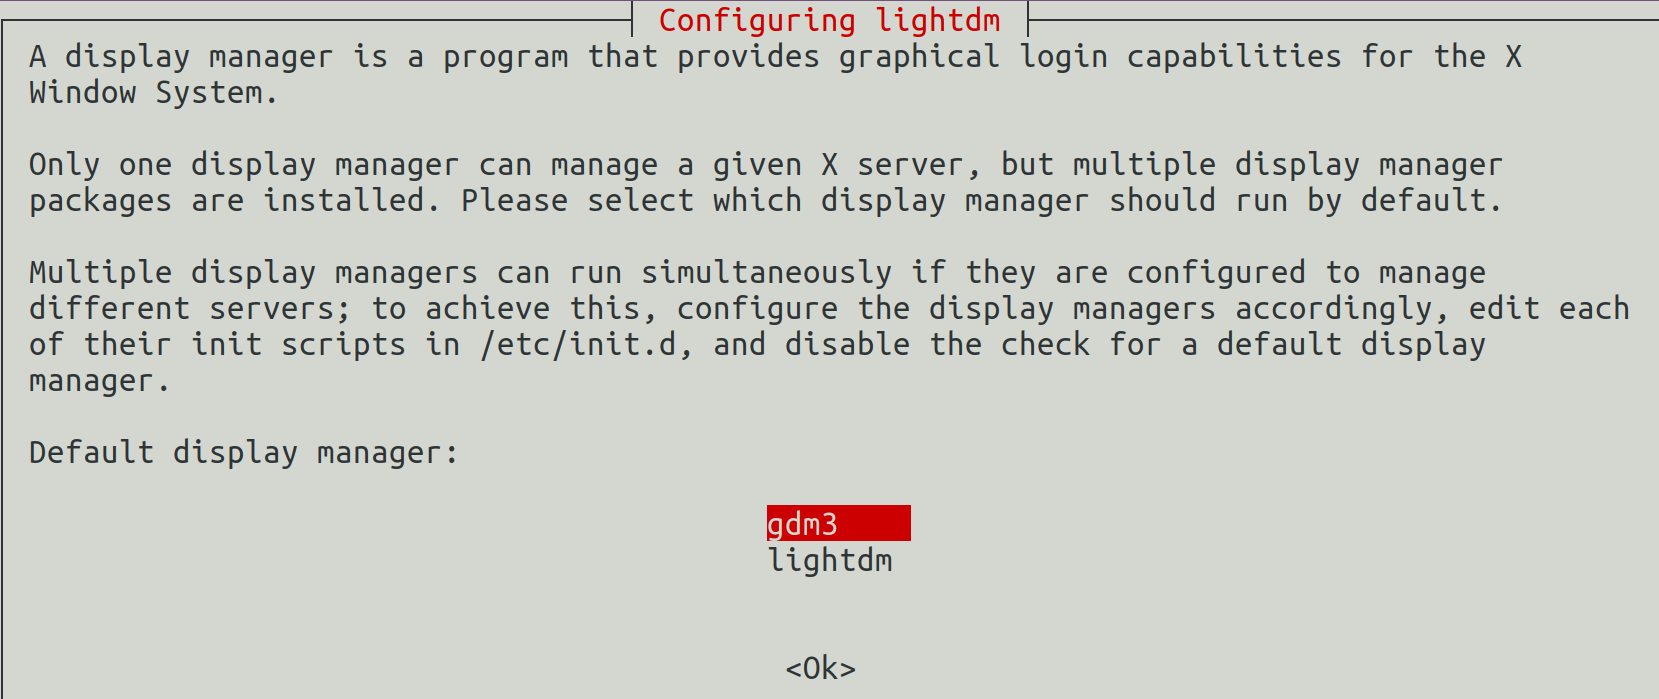 Configuring lightdm
A display manager is a program that provides graphical login capabilities for the X
Window System.
Only one display manager can manage a given X server, but multiple display manager
packages are installed. Please select which display manager should run by default.
Multiple display managers can run simultaneously if they are configured to manage
different servers; to achieve this, configure the display managers accordingly, edit each
of their init scripts in /etc/init.d, and disable the check for a default display
manager.
Default display manager:
gdm3
lightdm
<Ok>